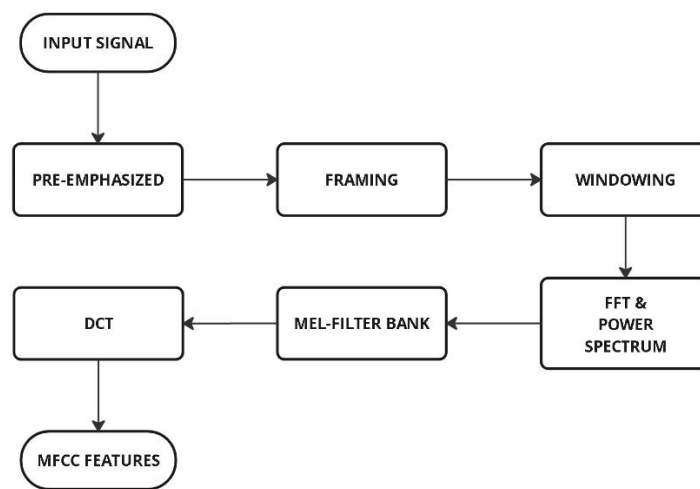 INPUT SIGNAL
PRE-EMPHASIZED
FRAMING
WINDOWING
FFT &
POWER
SPECTRUM
MEL-FILTER BANK
DCT
MFCC FEATURES